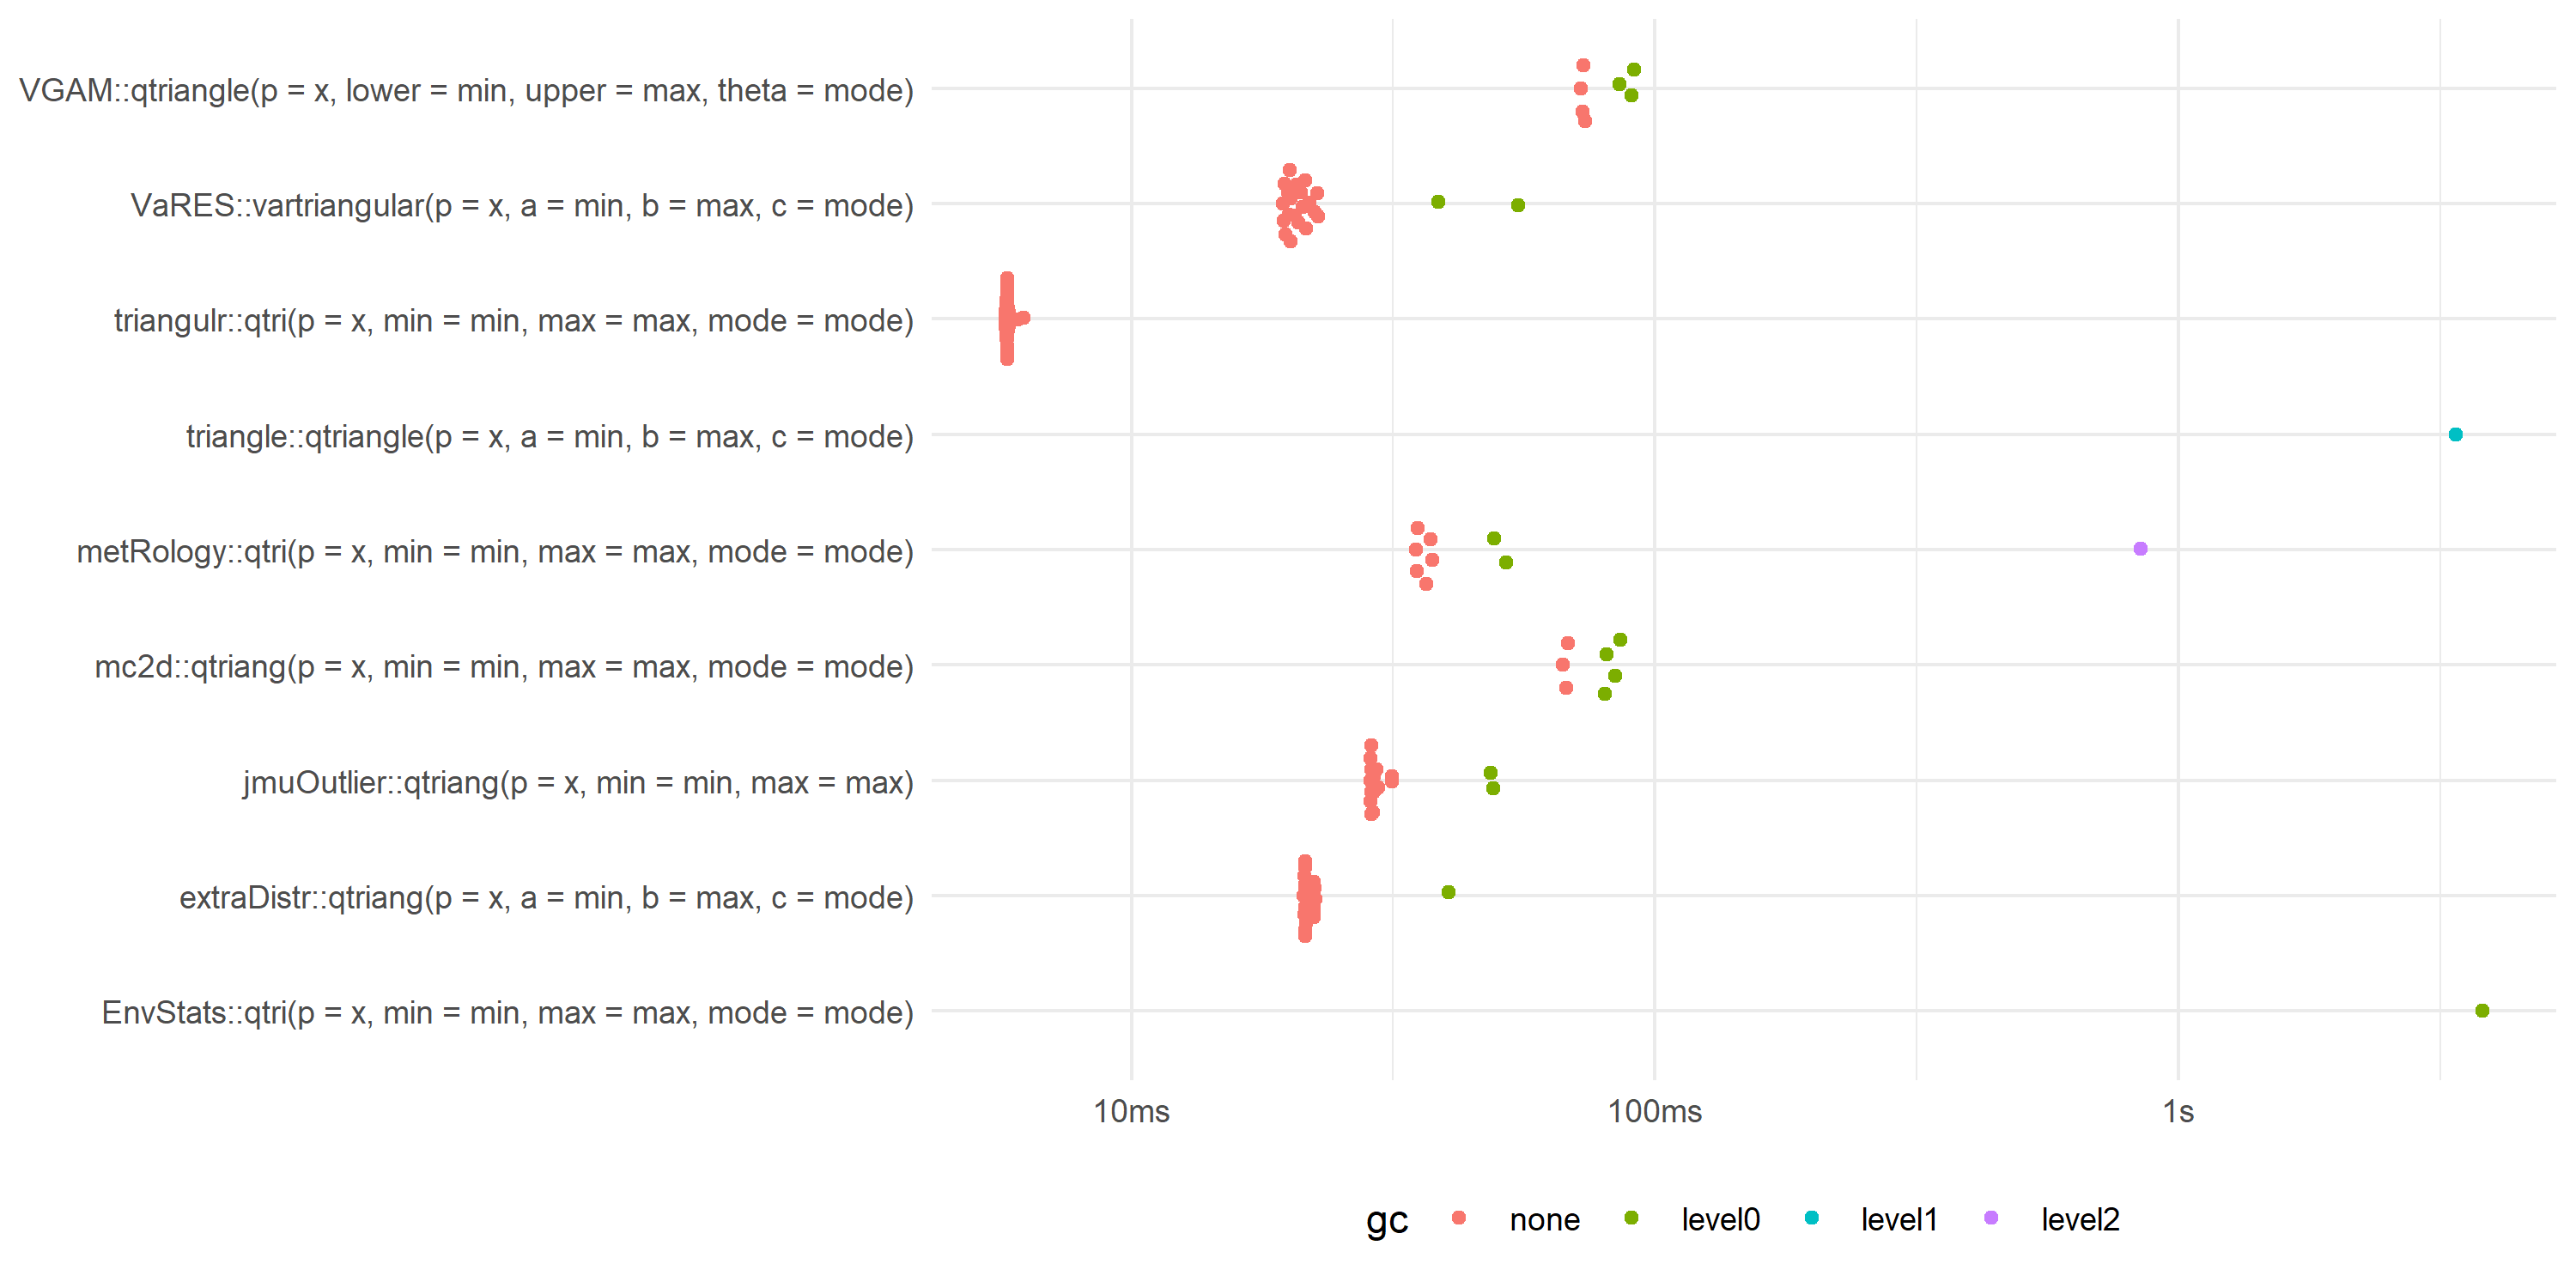 VGAM::qtriangle(p = x, lower = min, upper = max, theta = mode)
VaRES::vartriangular(p = x, a = min, b = max, c = mode)
triangulr::qtri(p = x, min = min, max = max, mode = mode)
triangle::qtriangle(p = x, a = min, b = max, c = mode)
metRology::qtri(p = x, min = min, max = max, mode = mode)
mc2d::qtriang(p = x, min = min, max = max, mode = mode)
jmuOutlier::qtriang(p = x, min = min, max = max)
extraDistr::qtriang(p = x, a = min, b = max, c = mode)
EnvStats::qtri(p = x, min = min, max = max, mode = mode)
10ms 100ms 1s
gc none level0 level1 level2